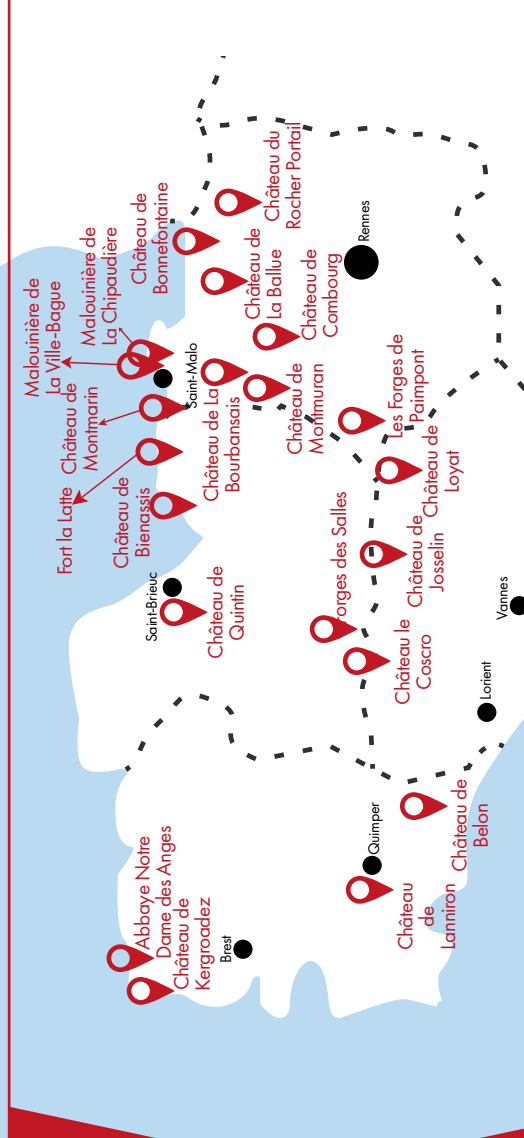 Abbaye Notre
Dame des Anges
Château de
Kergroadez
Brest
Château
de
Lanniron
Quimper
Château de
Belon
Saint-Brieuc
Château de
Quintin
Forges des Salles
Château le
Coscro
Lorient
Vannes
Château de
Josselin
Château de
Loyat
Les Forges de
Paimpont
Fort la Latte
Château de
Bienassis
Château de
Montmarin
Malouinière de
La Ville-Bague
Malouinière de
La Chipaudière
Saint-Malo
Château de La
Bourbansais
Château de
Montmuran
Château de
Combourg
Château de
La Ballue
Château de
Bonnefontaine
Château du
Rocher Portail
Rennes